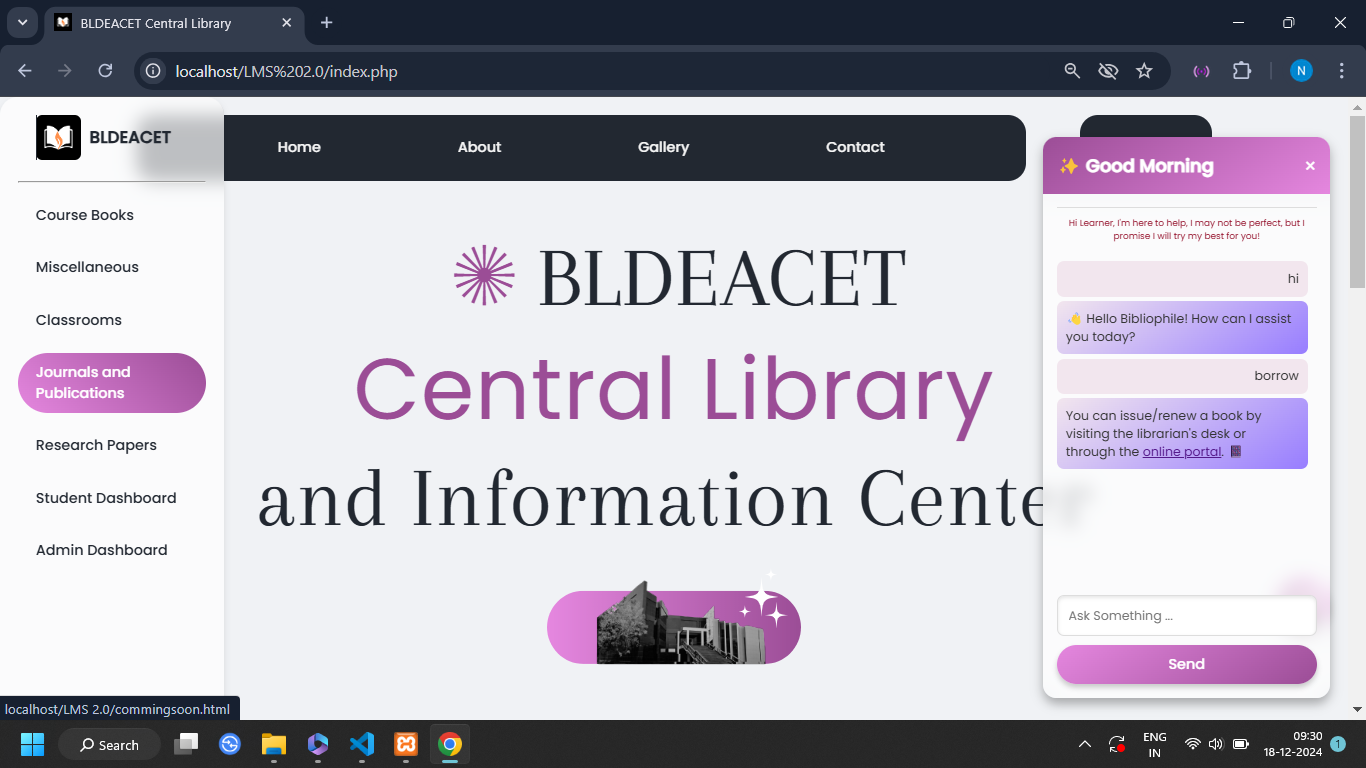 BLDEACET Central Library
localhost/LMS%202.0/index.php
N
BLDEACET
Home
About
Gallery
Contact
Course Books
Miscellaneous
Classrooms
Journals and
Publications
Research Papers
Student Dashboard
Admin Dashboard
BLDEACET
Central Library
and Information Center
✨ Good Morning
×
Hi Learner, I'm here to help, I may not be perfect, but I
promise I will try my best for you!
hi
👋 Hello Bibliophile! How can I assist
you today?
borrow
You can issue/renew a book by
visiting the librarian's desk or
through the online portal.
Ask Something ...
Send
localhost/LMS 2.0/commingsoon.html
Search
ENG
IN
09:30
18-12-2024
1